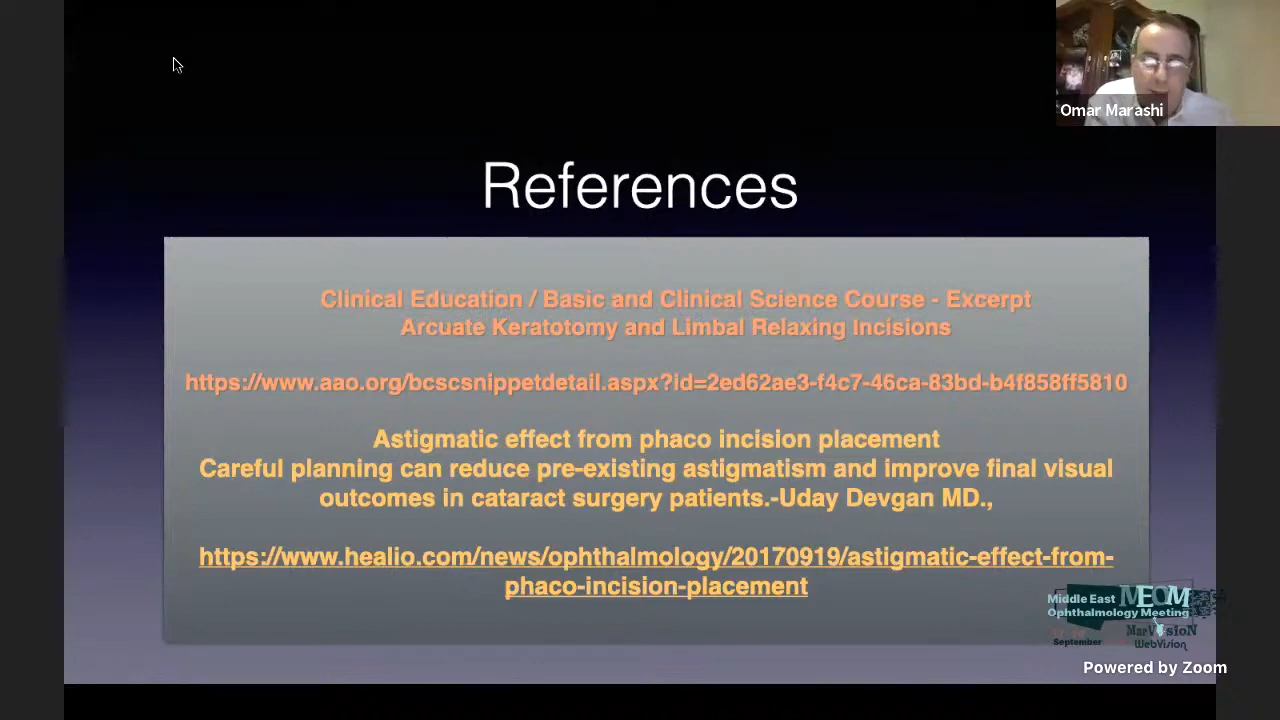 Omar Marashi
References
Clinical Education / Basic and Clinical Science Course - Excerpt
Arcuate Keratotomy and Limbal Relaxing Incisions
https://www.aao.org/bcscsnippetdetail.aspx?id=2ed62ae3-f4c7-46ca-83bd-b4f858ff5810
Astigmatic effect from phaco incision placement
Careful planning can reduce pre-existing astigmatism and improve final visual
outcomes in cataract surgery patients.-Uday Devgan MD.,
https://www.healio.com/news/ophthalmology/20170919/astigmatic-effect-from-
phaco-incision-placement
Middle East MEOM
Ophthalmology Meeting
MarVision
September WebVision
Powered by Zoom